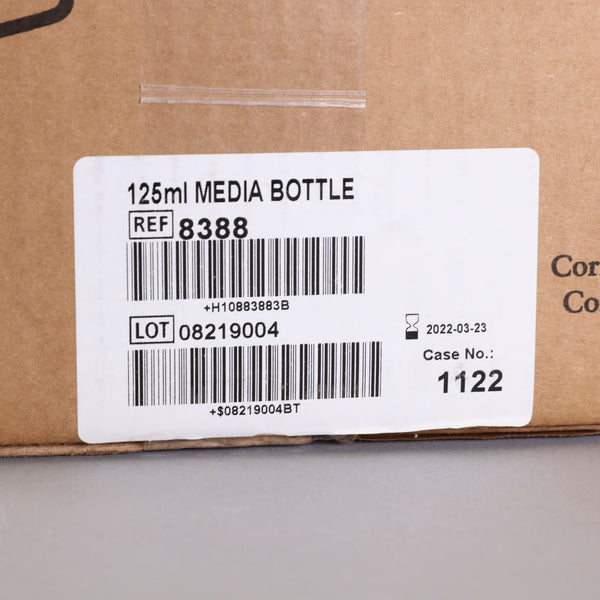 125ml MEDIA BOTTLE
REF 8388
+H10883883B
LOT 08219004
2022-03-23
Case No.:
1122
+$08219004BT